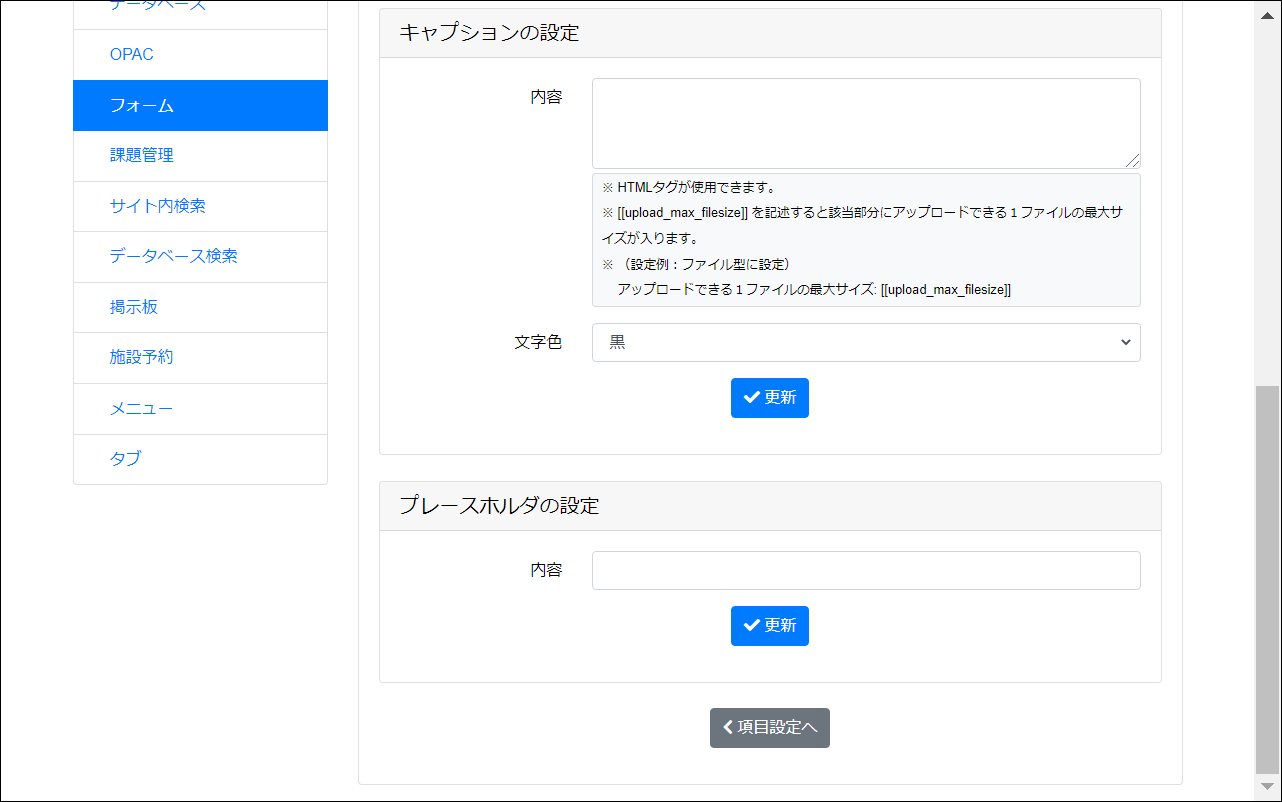 データベース
OPAC
フォーム
課題管理
サイト内検索
データベース検索
掲示板
施設予約
メニュー
タブ
キャプションの設定
内容
※ HTMLタグが使用できます。
※ [[upload_max_filesize]] を記述すると該当部分にアップロードできる１ファイルの最大サ
イズが入ります。
※ （設定例：ファイル型に設定）
アップロードできる１ファイルの最大サイズ: [[upload_max_filesize]]
文字色
黒
更新
プレースホルダの設定
内容
更新
項目設定へ